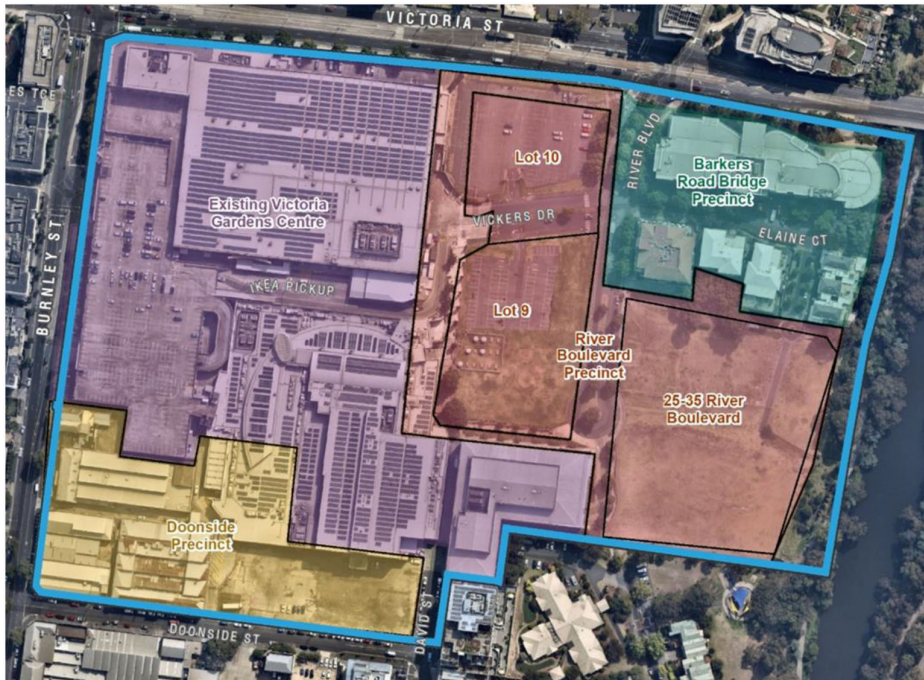 VICTORIA ST
ES TCE
Lot 10
RIVER BLVD
Barkers
Road Bridge
Precinct
Existing Victoria
Gardens Centre
VICKERS DR
ELAINE CT
BURNLEY ST
IKEA PICKUP
Lot 9
River
Boulevard
Precinct
25-35 River
Boulevard
Doonside
Precinct
DOONSIDE ST
DAVID ST